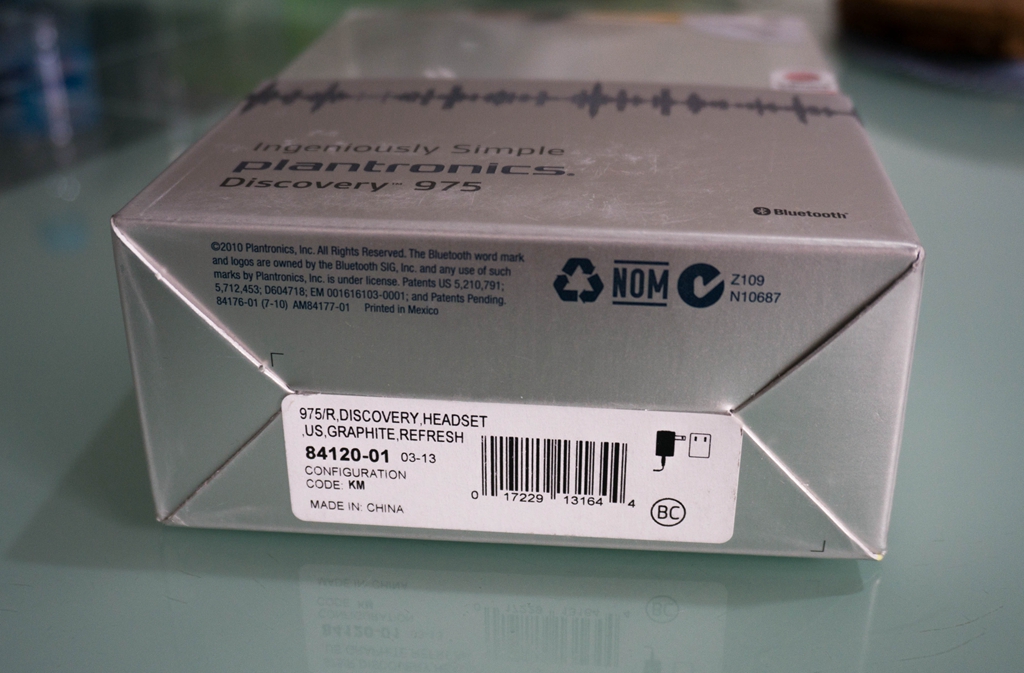 Ingeniously Simple
plantronics.
Discovery™ 975
Bluetooth®
©2010 Plantronics, Inc. All Rights Reserved. The Bluetooth word mark
and logos are owned by the Bluetooth SIG, Inc. and any use of such
marks by Plantronics, Inc. is under license. Patents US 5,210,791;
5,712,453; D604718; EM 001616103-0001; and Patents Pending.
84176-01 (7-10) AM84177-01 Printed in Mexico
NOM
Z109
N10687
975/R,DISCOVERY,HEADSET
,US,GRAPHITE,REFRESH
84120-01 03-13
CONFIGURATION
CODE: KM
MADE IN: CHINA
0 17229 13164 4
BC